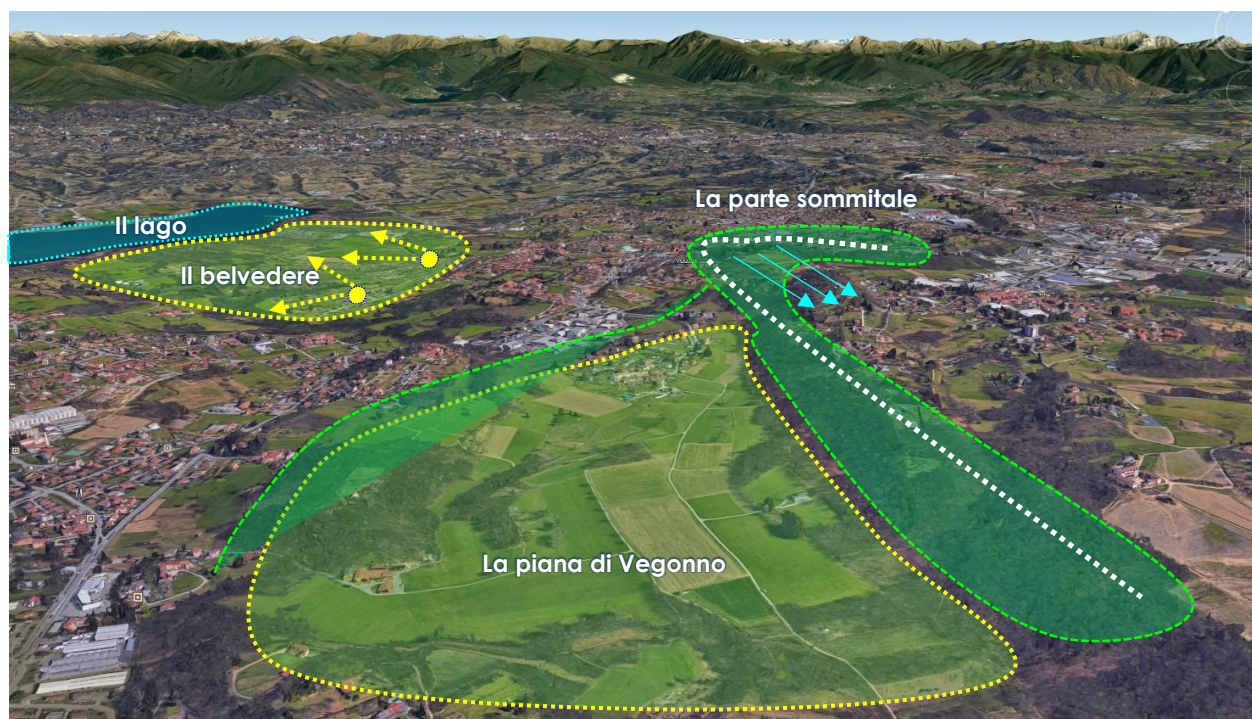 La parte sommitale
Il lago
Il belvedere
La piana di Vegonno